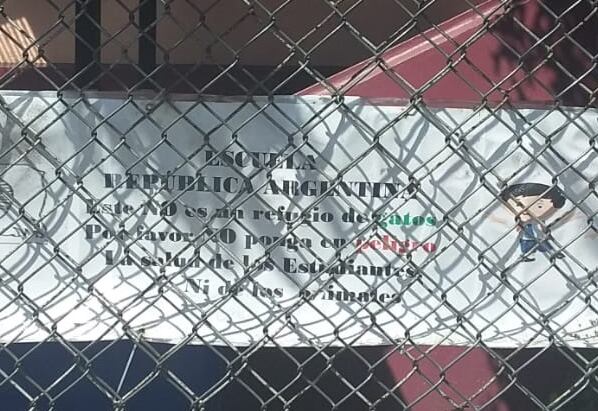 ESCUELA
REPÚBLICA ARGENTINA
Este NO es un refugio de gatos
Por favor NO ponga en peligro
La salud de los Estudiantes,
Ni de los animales